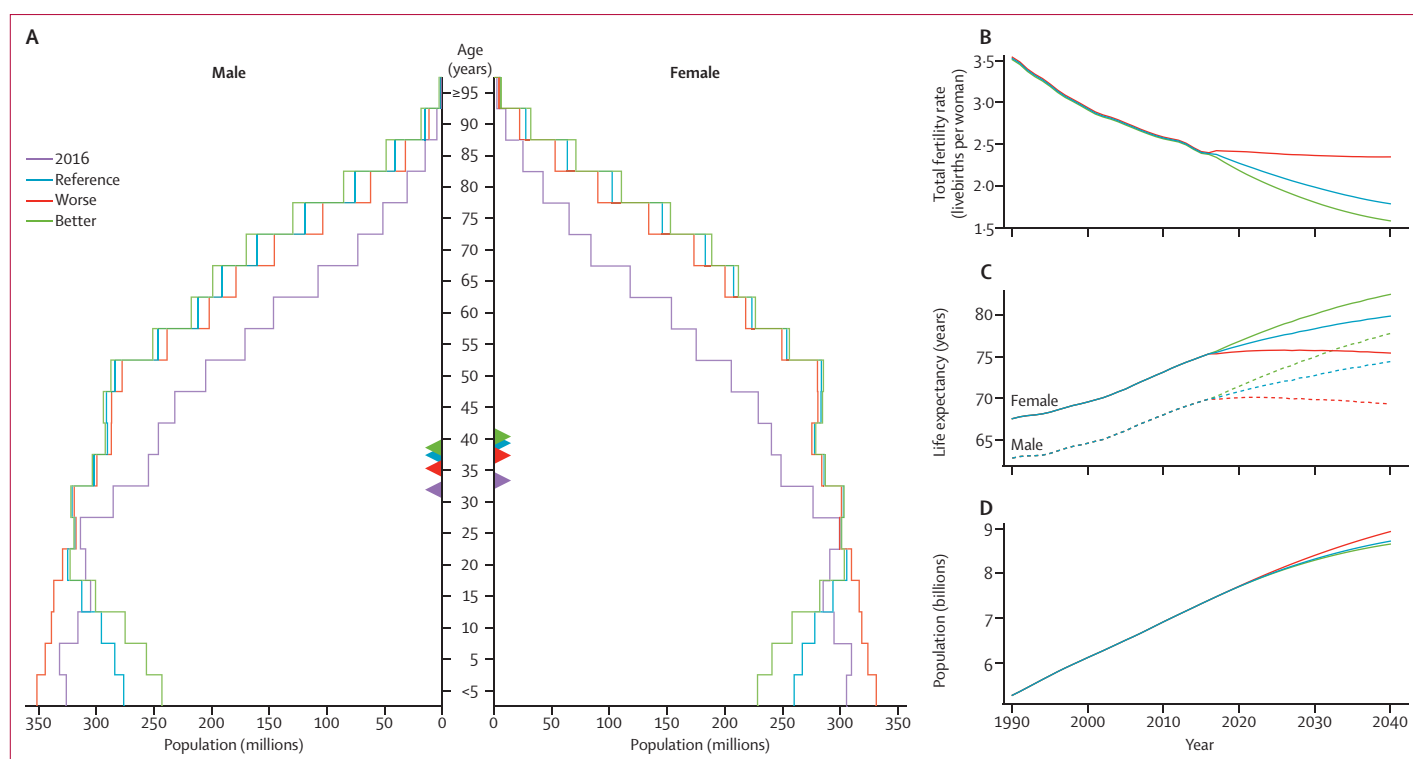 A
Male
Age
(years)
Female
2016
Reference
Worse
Better
≥95
90
85
80
75
70
65
60
55
50
45
40
35
30
25
20
15
10
5
<5
350 300 250 200 150 100 50 0
Population (millions)
0 50 100 150 200 250 300 350
Population (millions)
B
3·5
3·0
2·5
2·0
1·5
Total fertility rate
(livebirths per woman)
C
80
75
70
65
Life expectancy (years)
Female
Male
D
9
8
7
6
Population (billions)
1990 2000 2010 2020 2030 2040
Year